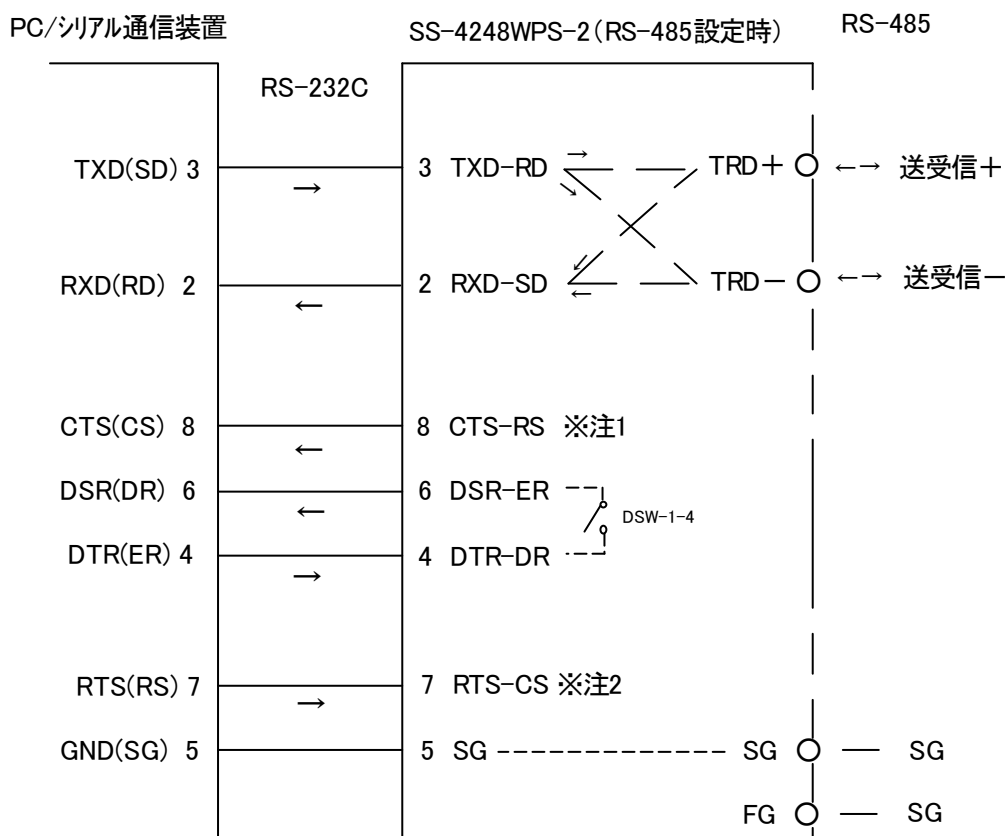 PC/シリアル通信装置 SS-4248WPS-2(RS-485設定時) RS-485
RS-232C
TXD(SD) 3 → 3 TXD-RD → TRD+ ←→ 送受信+
RXD(RD) 2 ← 2 RXD-SD ← TRD- ←→ 送受信-
CTS(CS) 8 ← 8 CTS-RS ※注1
DSR(DR) 6 ← 6 DSR-ER
DSW-1-4
DTR(ER) 4 → 4 DTR-DR
RTS(RS) 7 → 7 RTS-CS ※注2
GND(SG) 5 5 SG SG — SG
FG — SG